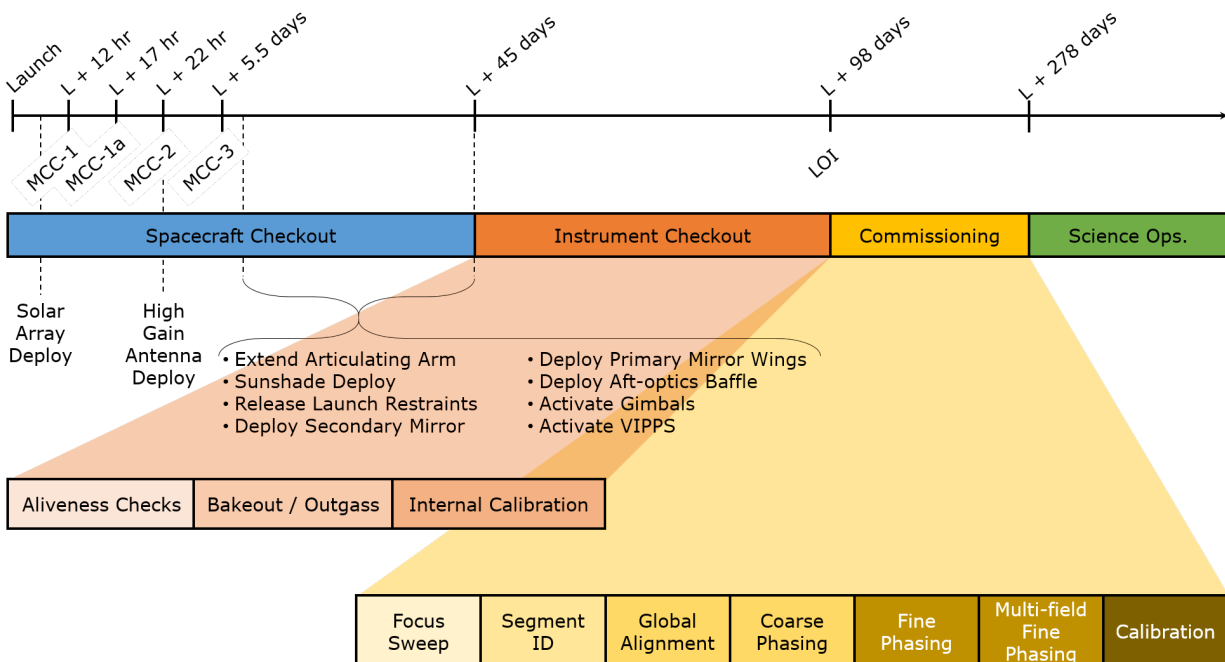 Launch
L + 12 hr
L + 17 hr
L + 22 hr
L + 5.5 days
L + 45 days
L + 98 days
L + 278 days
MCC-1
MCC-1a
MCC-2
MCC-3
LOI
Spacecraft Checkout
Instrument Checkout
Commissioning
Science Ops.
Solar
Array
Deploy
High
Gain
Antenna
Deploy
• Extend Articulating Arm
• Sunshade Deploy
• Release Launch Restraints
• Deploy Secondary Mirror
• Deploy Primary Mirror Wings
• Deploy Aft-optics Baffle
• Activate Gimbals
• Activate VIPPS
Aliveness Checks
Bakeout / Outgass
Internal Calibration
Focus
Sweep
Segment
ID
Global
Alignment
Coarse
Phasing
Fine
Phasing
Multi-field
Fine
Phasing
Calibration